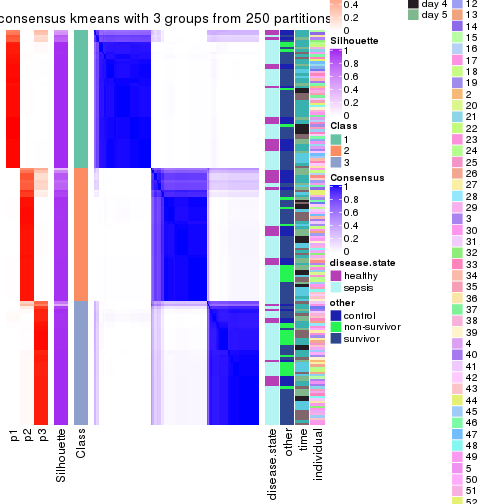 consensus kmeans with 3 groups from 250 partitions
0.4
0.2
0
Silhouette
1
0.8
0.6
0.4
0.2
0
Class
1
2
3
Consensus
1
0.8
0.6
0.4
0.2
0
disease.state
healthy
sepsis
other
control
non-survivor
survivor
day 4
day 5
12
13
14
15
16
17
18
19
2
20
21
22
23
24
25
26
27
28
29
3
30
31
32
33
34
35
36
37
38
39
4
40
41
42
43
44
45
46
47
48
49
5
50
51
52
p1
p2
p3
Silhouette
Class
disease.state
other
time
individual